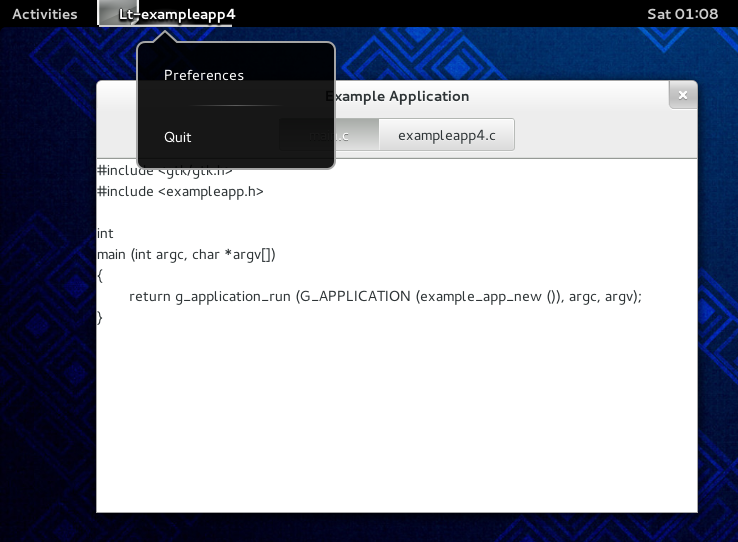 Activities
Lt-exampleapp4
Sat 01:08
Preferences
Quit
Example Application
.c
exampleapp4.c
#include <gtk/gtk.h>
#include <exampleapp.h>
int
main (int argc, char *argv[])
{
return g_application_run (G_APPLICATION (example_app_new ()), argc, argv);
}